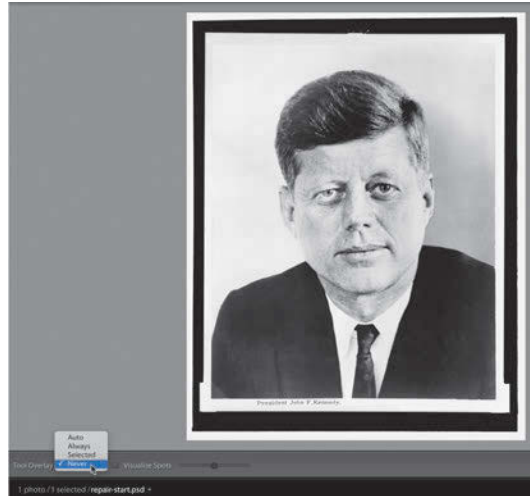 President John F. Kennedy.
Auto
Always
Selected
✓ Never
Tool Overlay
Visualize Spots
1 photo / 1 selected / repair-start.psd